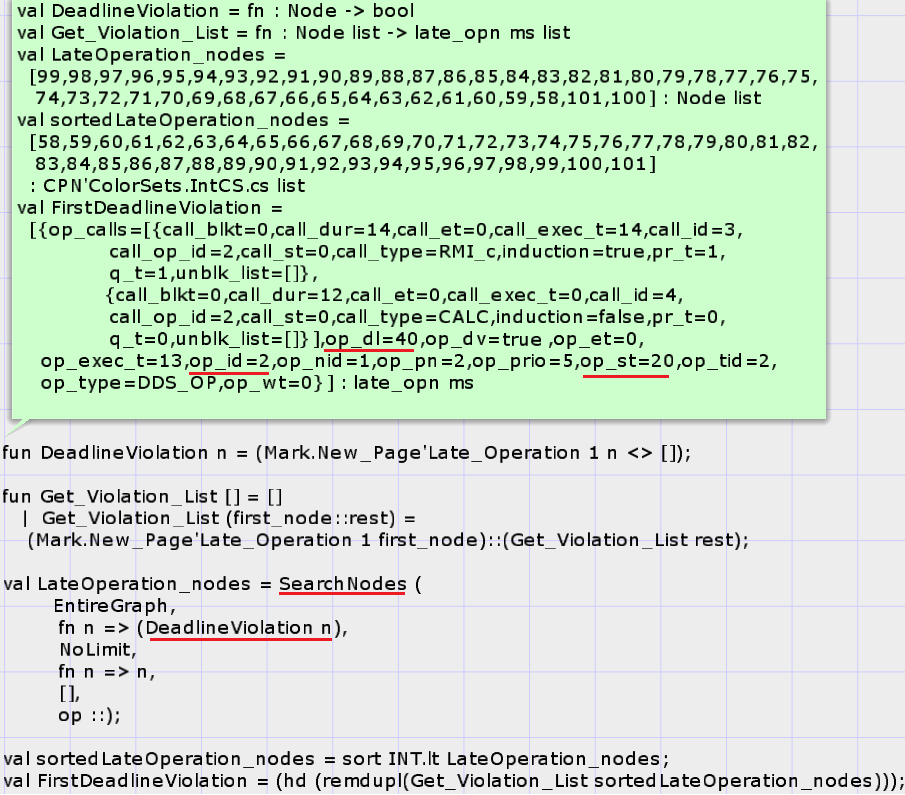 val DeadlineViolation = fn : Node -> bool
val Get_Violation_List = fn : Node list -> late_opn ms list
val LateOperation_nodes =
[99,98,97,96,95,94,93,92,91,90,89,88,87,86,85,84,83,82,81,80,79,78,77,76,75,
74,73,72,71,70,69,68,67,66,65,64,63,62,61,60,59,58,101,100] : Node list
val sortedLateOperation_nodes =
[58,59,60,61,62,63,64,65,66,67,68,69,70,71,72,73,74,75,76,77,78,79,80,81,82,
83,84,85,86,87,88,89,90,91,92,93,94,95,96,97,98,99,100,101]
: CPN'ColorSets.IntCS.cs list
val FirstDeadlineViolation =
[{op_calls=[{call_blkt=0,call_dur=14,call_et=0,call_exec_t=14,call_id=3,
call_op_id=2,call_st=0,call_type=RMI_c,induction=true,pr_t=1,
q_t=1,unblk_list=[]},
{call_blkt=0,call_dur=12,call_et=0,call_exec_t=0,call_id=4,
call_op_id=2,call_st=0,call_type=CALC,induction=false,pr_t=0,
q_t=0,unblk_list=[]}],op_dl=40,op_dv=true ,op_et=0,
op_exec_t=13,op_id=2,op_nid=1,op_pn=2,op_prio=5,op_st=20,op_tid=2,
op_type=DDS_OP,op_wt=0}] : late_opn ms
fun DeadlineViolation n = (Mark.New_Page'Late_Operation 1 n <> []);
fun Get_Violation_List [] = []
| Get_Violation_List (first_node::rest) =
(Mark.New_Page'Late_Operation 1 first_node)::(Get_Violation_List rest);
val LateOperation_nodes = SearchNodes (
EntireGraph,
fn n => (DeadlineViolation n),
NoLimit,
fn n => n,
[],
op ::);
val sortedLateOperation_nodes = sort INT.lt LateOperation_nodes;
val FirstDeadlineViolation = (hd (remdupl(Get_Violation_List sortedLateOperation_nodes)));